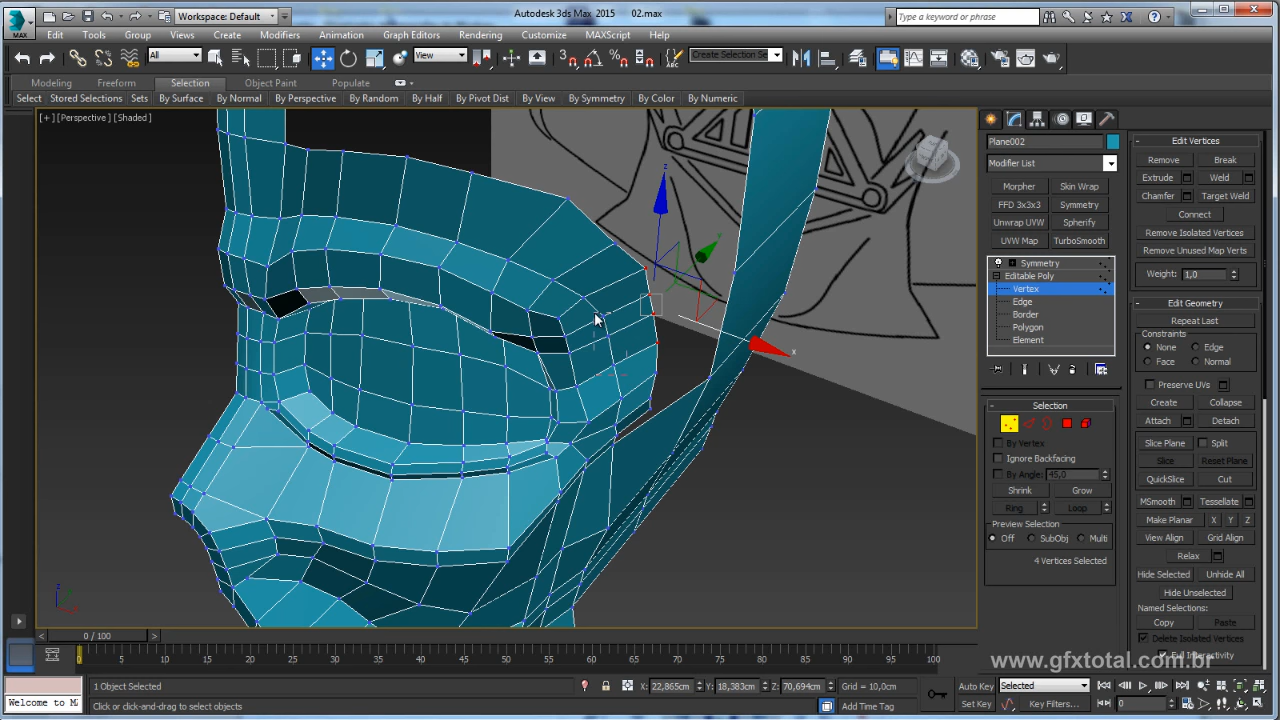 MAX
Workspace: Default
Autodesk 3ds Max 2015 02.max
Type a keyword or phrase
Edit Tools Group Views Create Modifiers Animation Graph Editors Rendering Customize MAXScript Help
All View Create Selection Se
Modeling Freeform Selection Object Paint Populate
Select Stored Selections Sets By Surface By Normal By Perspective By Random By Half By Pivot Dist By View By Symmetry By Color By Numeric
[+] [Perspective] [Shaded]
z
y
x
z
Plane002
Modifier List
Morpher Skin Wrap
FFD 3x3x3 Symmetry
Unwrap UVW Spherify
UVW Map TurboSmooth
Symmetry
Editable Poly
Vertex
Edge
Border
Polygon
Element
Selection
By Vertex
Ignore Backfacing
By Angle: 45,0
Shrink Grow
Ring Loop
Preview Selection
Off SubObj Multi
4 Vertices Selected
Edit Vertices
Remove Break
Extrude Weld
Chamfer Target Weld
Connect
Remove Isolated Vertices
Remove Unused Map Verts
Weight: 1,0
Edit Geometry
Repeat Last
Constraints
None Edge
Face Normal
Preserve UVs
Create Collapse
Attach Detach
Slice Plane Split
Slice Reset Plane
QuickSlice Cut
MSmooth Tessellate
Make Planar X Y Z
View Align Grid Align
Relax
Hide Selected Unhide All
Hide Unselected
Named Selections:
Copy Paste
Delete Isolated Vertices
Full Interactivity
www.gfxtotal.com.br
< 0 / 100 >
0 5 10 15 20 25 30 35 40 45 50 55 60 65 70 75 80 85 90 95 100
1 Object Selected X: 22,865cm Y: 18,383cm Z: 70,694cm Grid = 10,0cm Auto Key Selected
Welcome to M
Click or click-and-drag to select objects Add Time Tag Set Key Key Filters... 0